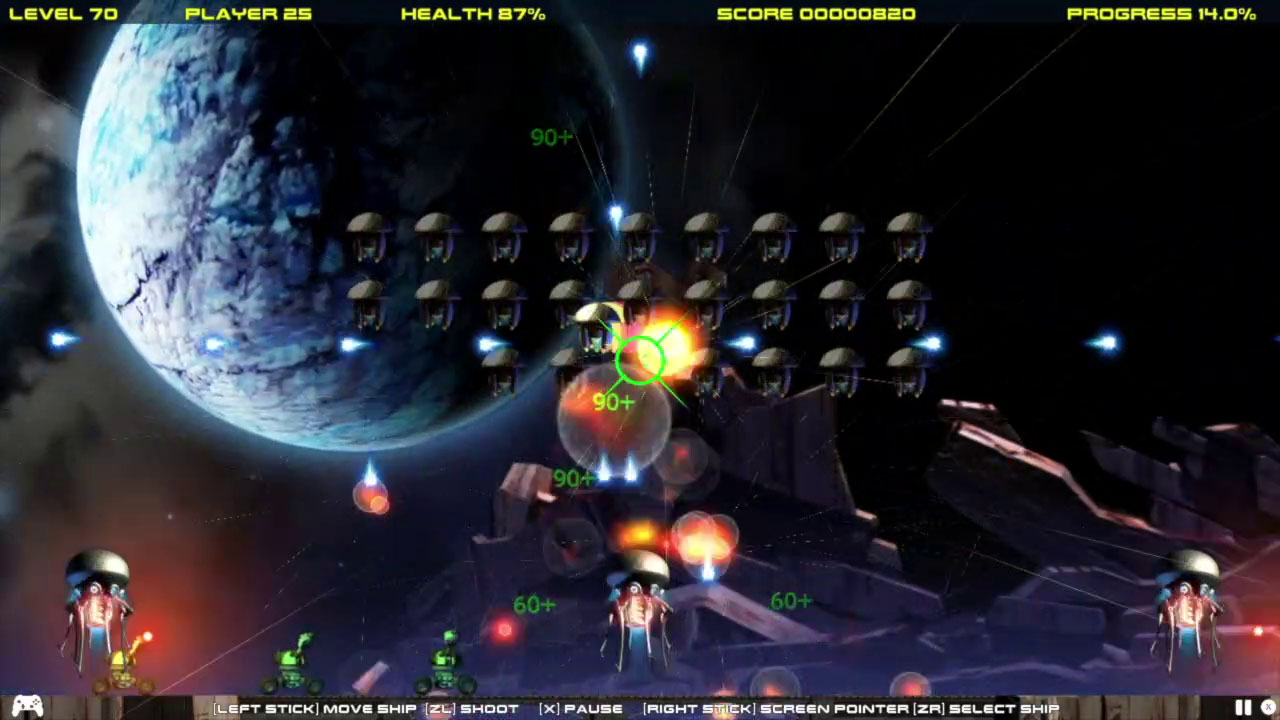 LEVEL 70 PLAYER 25 HEALTH 87% SCORE 00000820 PROGRESS 14.0%
90+
90+
90+
60+
60+
[LEFT STICK] MOVE SHIP [ZL] SHOOT [X] PAUSE [RIGHT STICK] SCREEN POINTER [ZR] SELECT SHIP